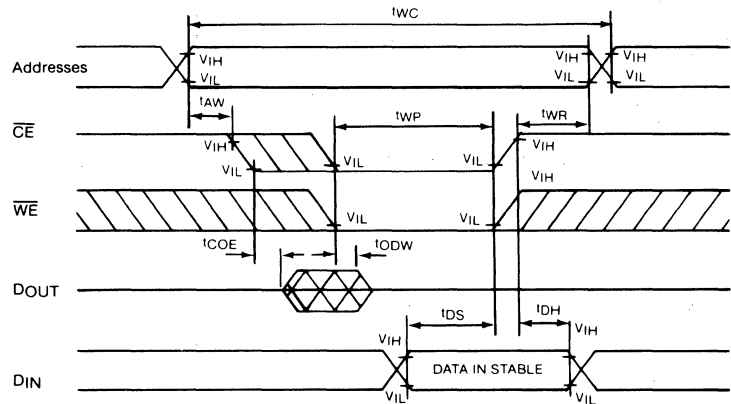 tWC
Addresses
VIH
VIL
VIH
VIL
VIH
VIL
tAW
tWP
tWR
CE
VIH
VIL
VIL
VIL
VIH
VIH
WE
VIL
VIL
tCOE
tODW
DOUT
tDS
tDH
VIH
VIH
DIN
DATA IN STABLE
VIL
VIL